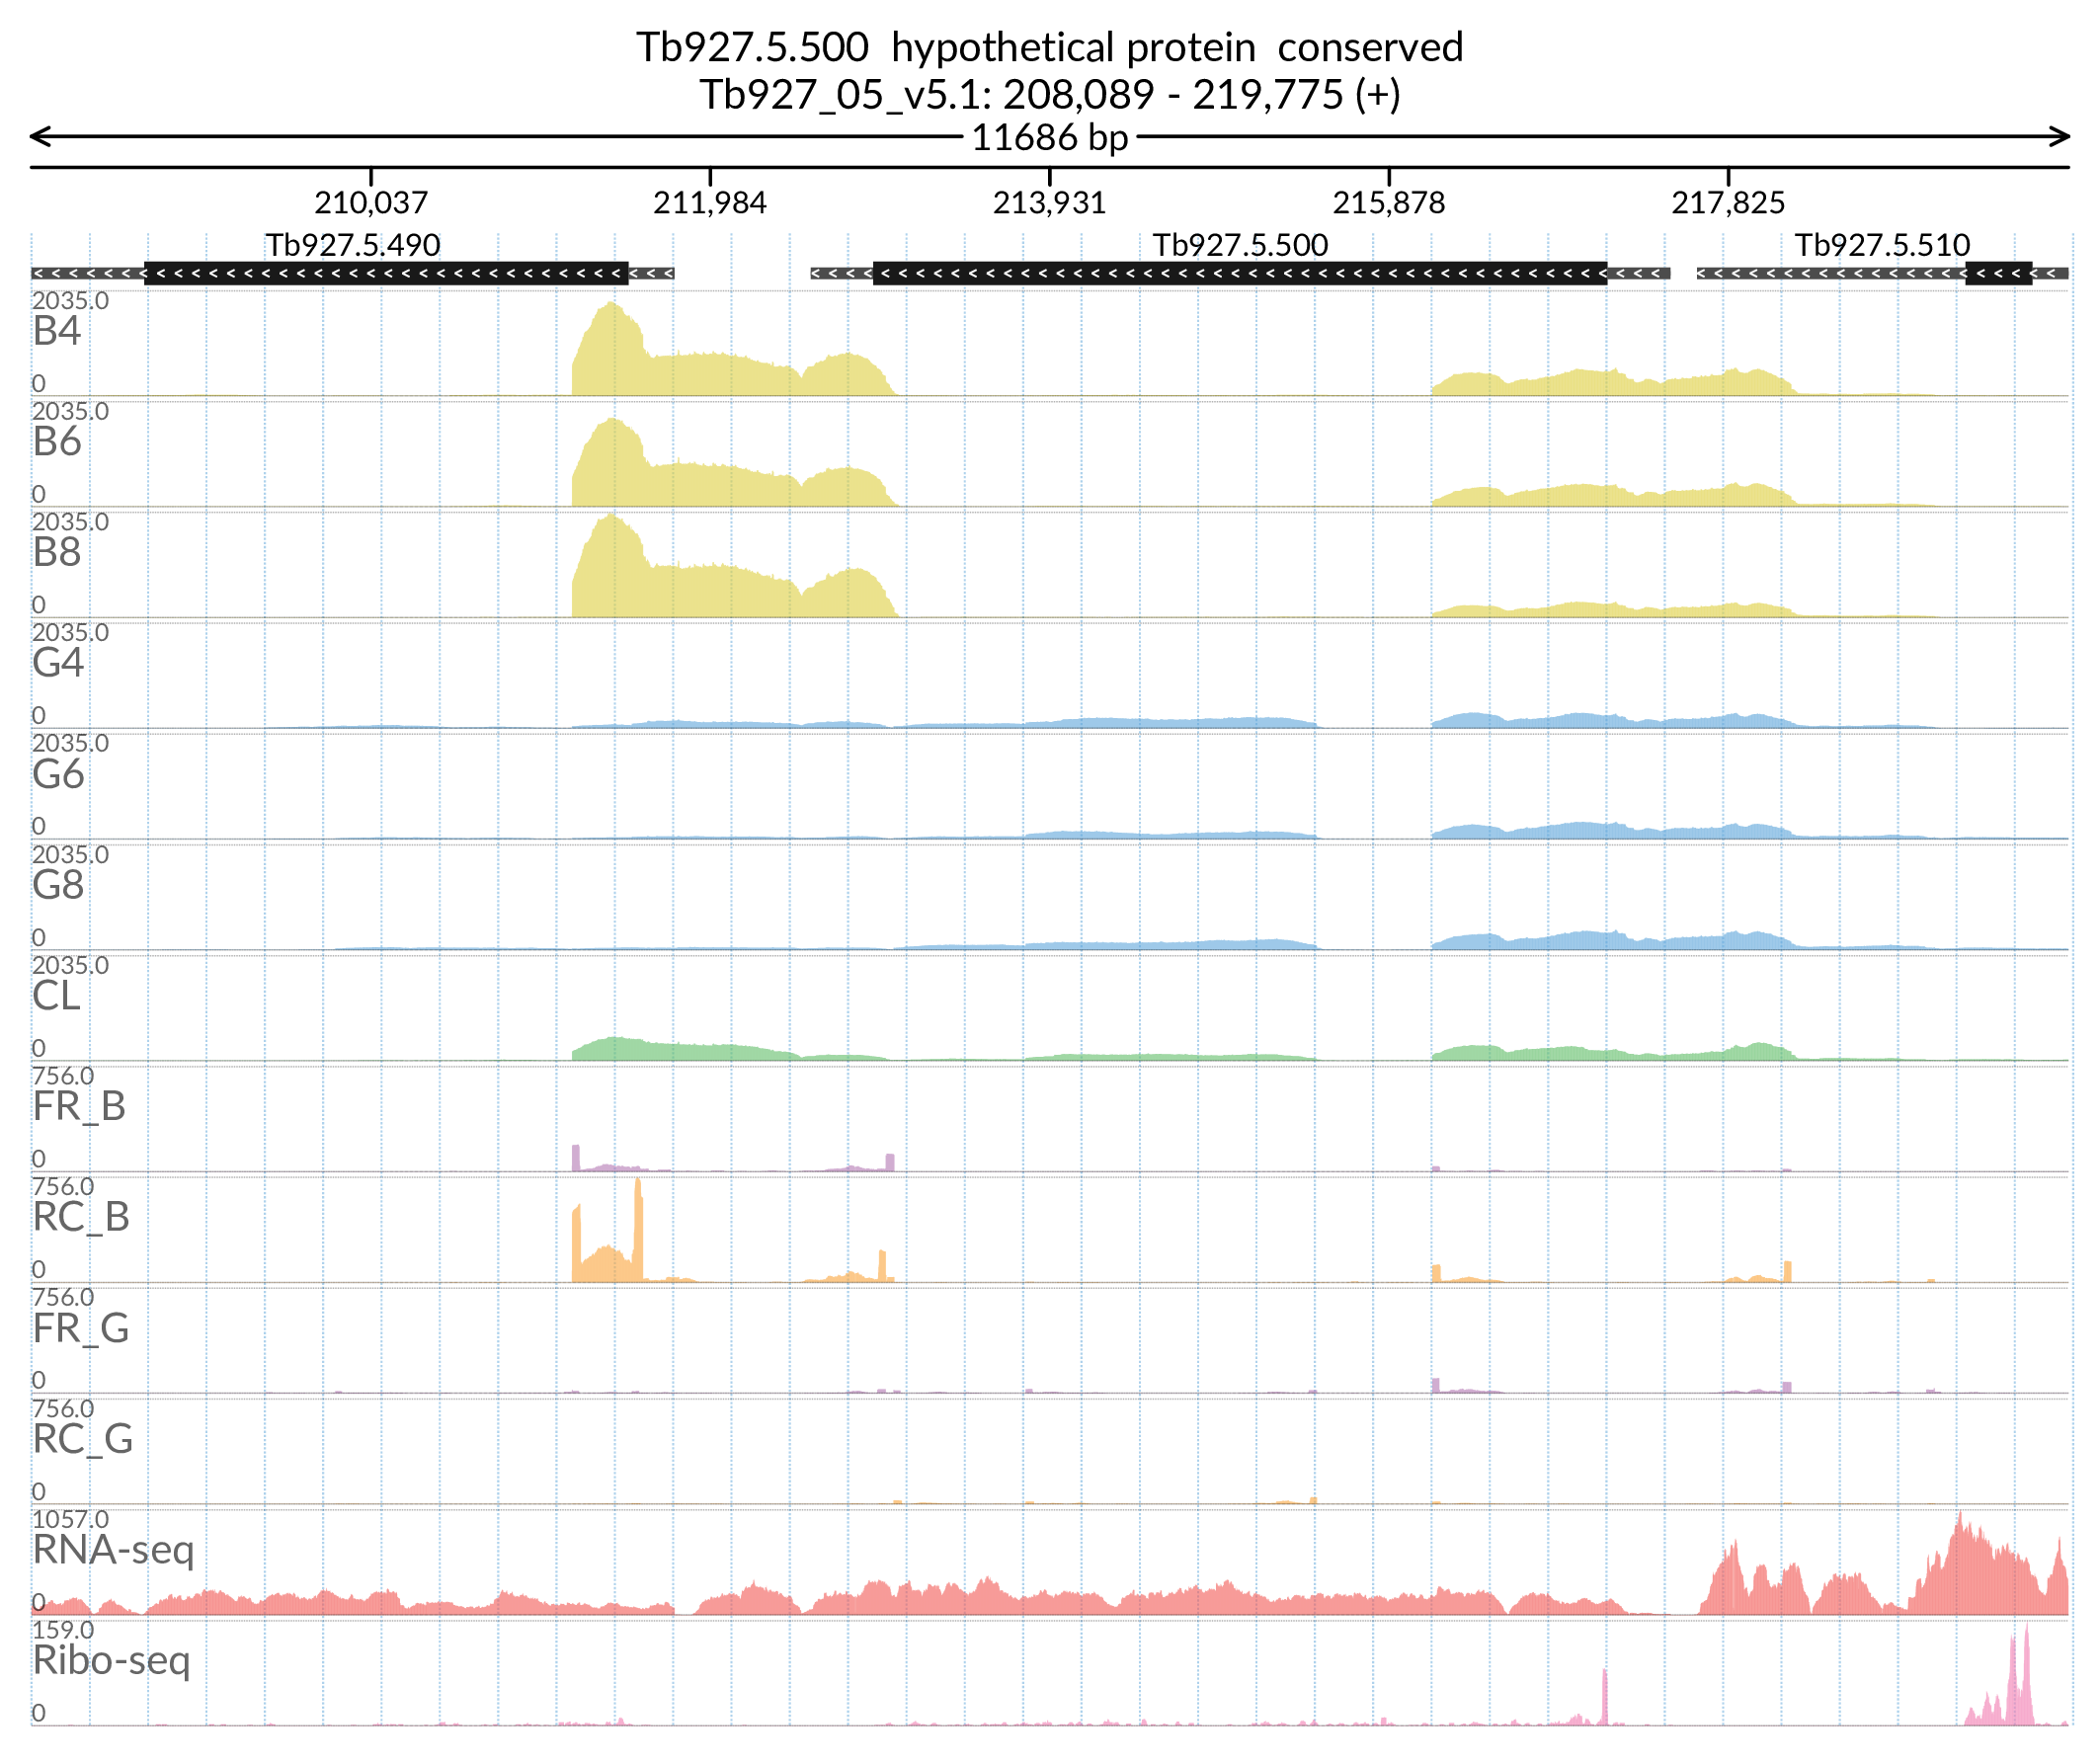 Tb927.5.500 hypothetical protein conserved
Tb927_05_v5.1: 208,089 - 219,775 (+)
11686 bp
210,037 211,984 213,931 215,878 217,825
Tb927.5.490 Tb927.5.500 Tb927.5.510
2035.0
B4
0
2035.0
B6
0
2035.0
B8
0
2035.0
G4
0
2035.0
G6
0
2035.0
G8
0
2035.0
CL
0
756.0
FR_B
0
756.0
RC_B
0
756.0
FR_G
0
756.0
RC_G
0
1057.0
RNA-seq
0
159.0
Ribo-seq
0